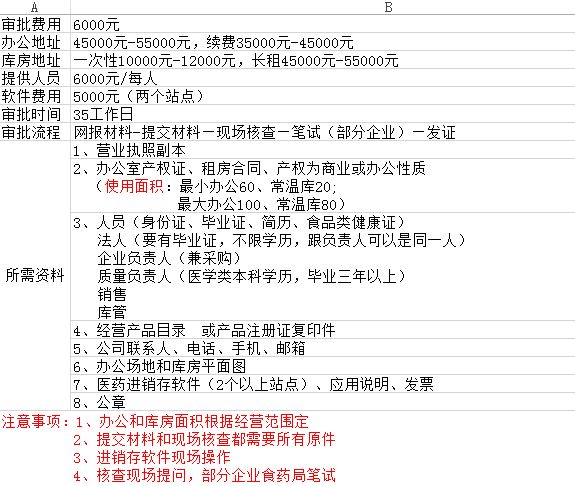 A B
审批费用 6000元
办公地址 45000元-55000元，续费35000元-45000元
库房地址 一次性10000元-12000元，长租45000元-55000元
提供人员 6000元/每人
软件费用 5000元（两个站点）
审批时间 35工作日
审批流程 网报材料-提交材料—现场核查—笔试（部分企业）—发证
所需资料
1、营业执照副本
2、办公室产权证、租房合同、产权为商业或办公性质
（使用面积：最小办公60、常温库20;
最大办公100、常温库80）
3、人员（身份证、毕业证、简历、食品类健康证）
法人（要有毕业证，不限学历，跟负责人可以是同一人）
企业负责人（兼采购）
质量负责人（医学类本科学历，毕业三年以上）
销售
库管
4、经营产品目录 或产品注册证复印件
5、公司联系人、电话、手机、邮箱
6、办公场地和库房平面图
7、医药进销存软件（2个以上站点）、应用说明、发票
8、公章
注意事项：1、办公和库房面积根据经营范围定
2、提交材料和现场核查都需要所有原件
3、进销存软件现场操作
4、核查现场提问，部分企业食药局笔试